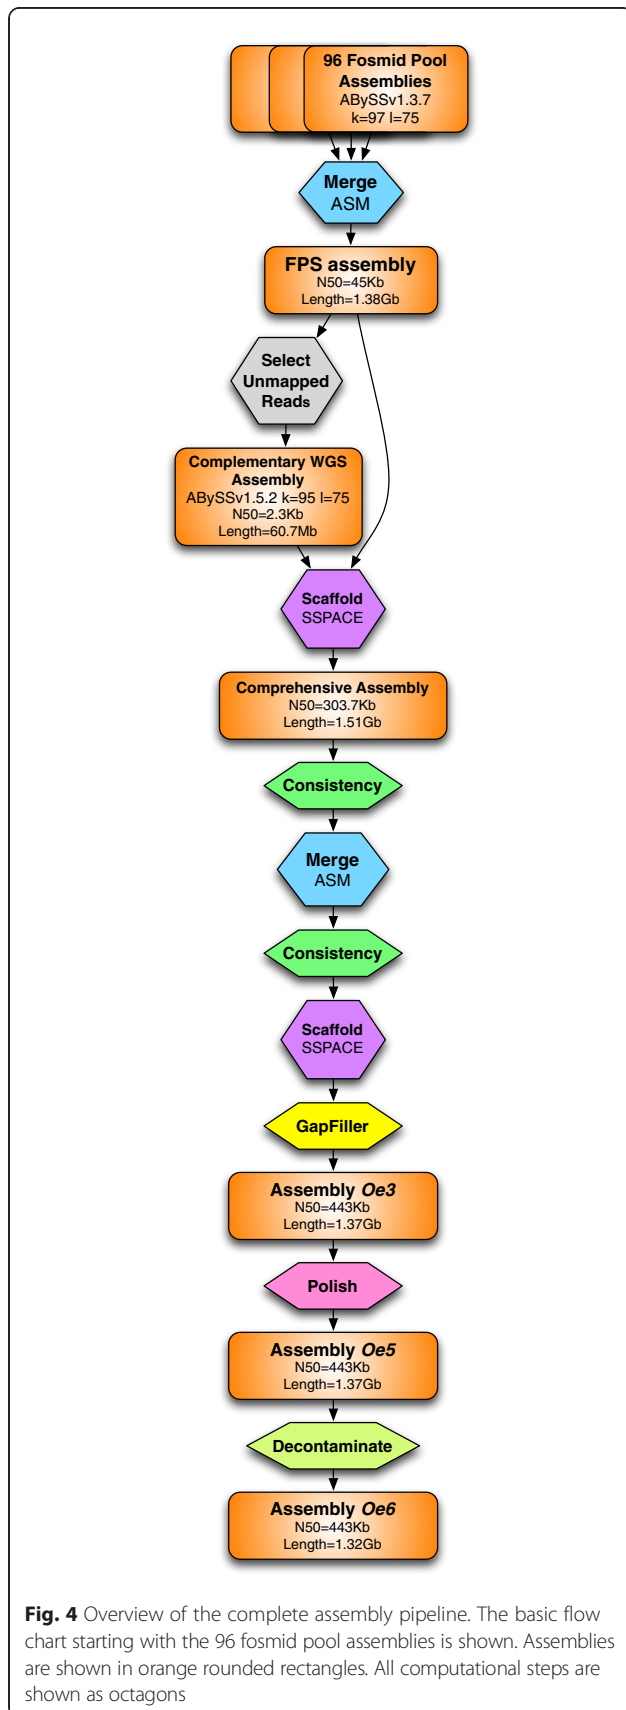 96 Fosmid Pool
Assemblies
ABySSv1.3.7
k=97 l=75
Merge
ASM
FPS assembly
N50=45Kb
Length=1.38Gb
Select
Unmapped
Reads
Complementary WGS
Assembly
ABySSv1.5.2 k=95 l=75
N50=2.3Kb
Length=60.7Mb
Scaffold
SSPACE
Comprehensive Assembly
N50=303.7Kb
Length=1.51Gb
Consistency
Merge
ASM
Consistency
Scaffold
SSPACE
GapFiller
Assembly Oe3
N50=443Kb
Length=1.37Gb
Polish
Assembly Oe5
N50=443Kb
Length=1.37Gb
Decontaminate
Assembly Oe6
N50=443Kb
Length=1.32Gb
Fig. 4 Overview of the complete assembly pipeline. The basic flow
chart starting with the 96 fosmid pool assemblies is shown. Assemblies
are shown in orange rounded rectangles. All computational steps are
shown as octagons